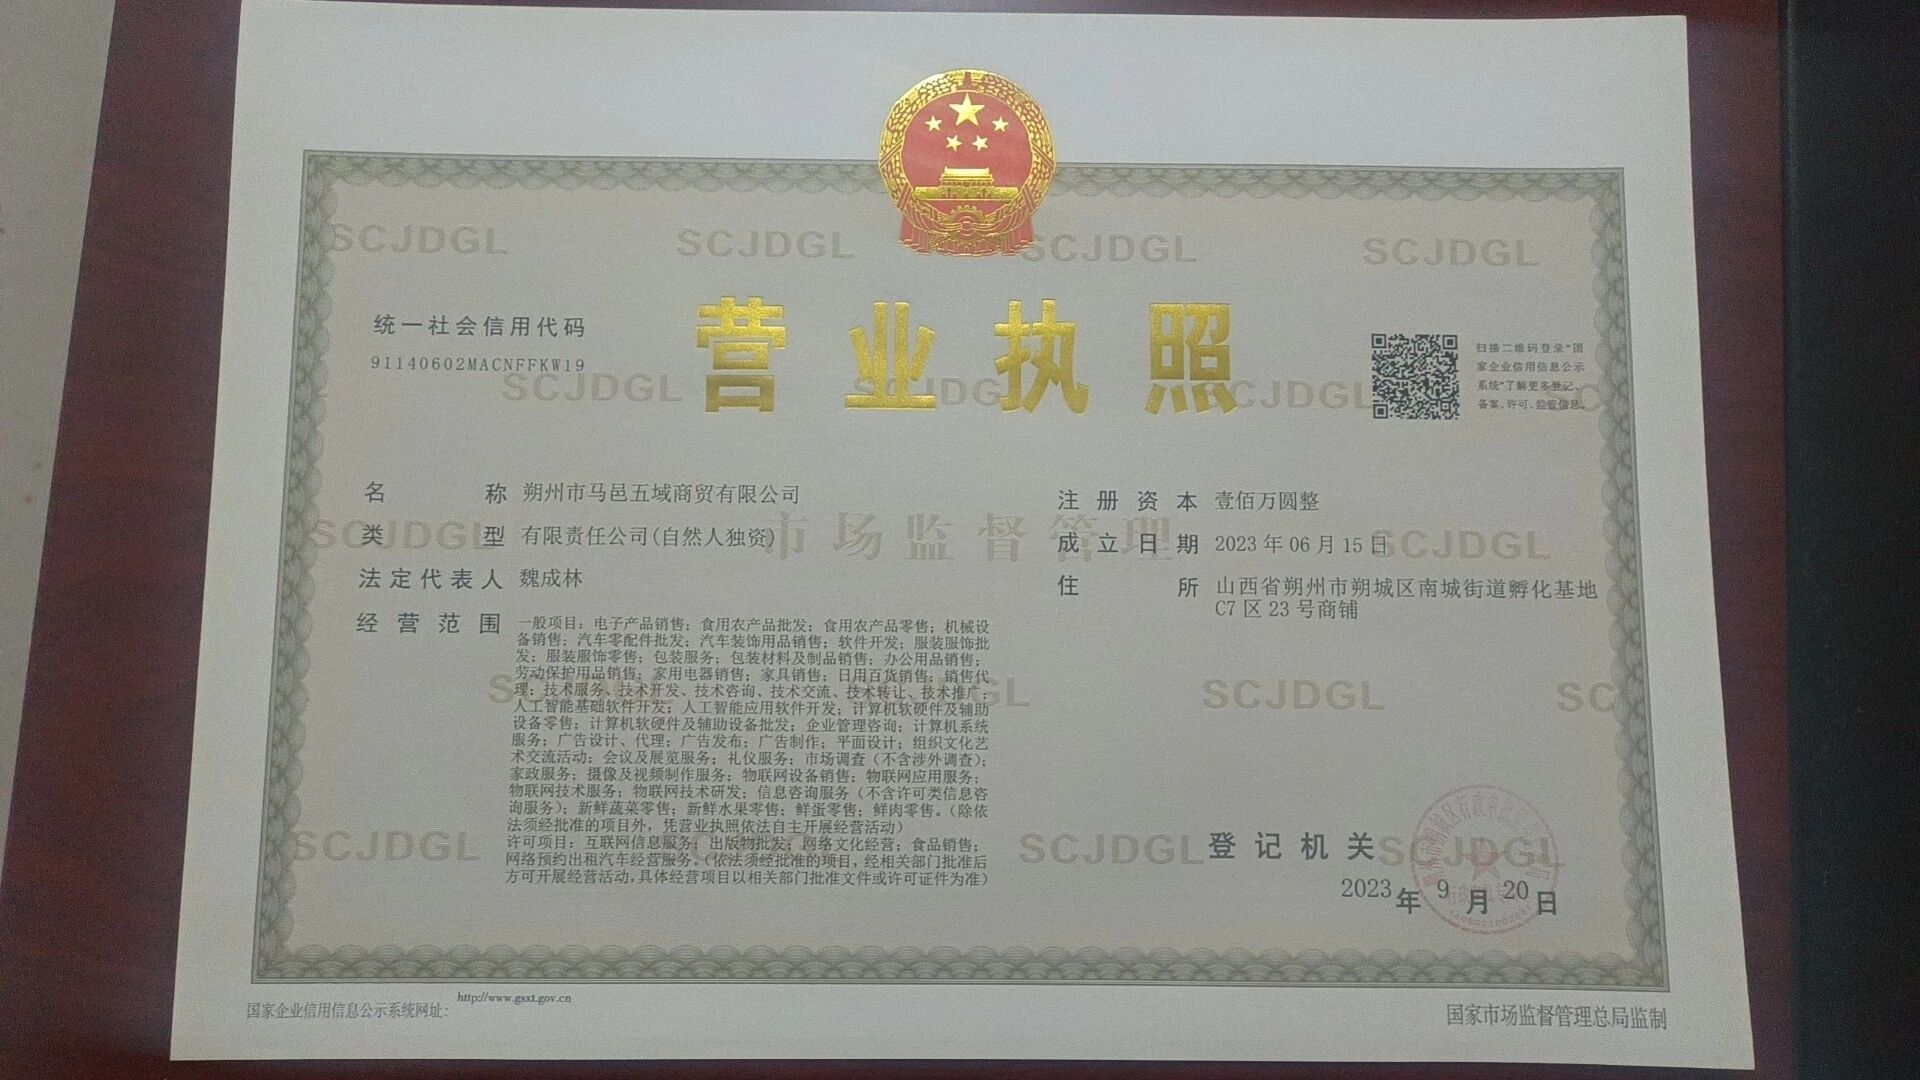 SCJDGL SCJDGL SCJDGL SCJDGL
营业执照
统一社会信用代码
91140602MACNFFKW19
扫描二维码登录“国
家企业信用信息公示
系统”了解更多登记、
备案、许可、监管信息。
SCJDGL SCJDGL SCJDGL SC
名称 朔州市马邑五域商贸有限公司
类型 有限责任公司(自然人独资)
法定代表人 魏成林
经营范围 一般项目：电子产品销售；食用农产品批发；食用农产品零售；机械设
备销售；汽车零配件批发；汽车装饰用品销售；软件开发；服装服饰批
发；服装服饰零售；包装服务；包装材料及制品销售；办公用品销售；
劳动保护用品销售；家用电器销售；家具销售；日用百货销售；销售代
理；技术服务、技术开发、技术咨询、技术交流、技术转让、技术推广；
人工智能基础软件开发；人工智能应用软件开发；计算机软硬件及辅助
设备零售；计算机软硬件及辅助设备批发；企业管理咨询；计算机系统
服务；广告设计、代理；广告发布；广告制作；平面设计；组织文化艺
术交流活动；会议及展览服务；礼仪服务；市场调查（不含涉外调查）；
家政服务；摄像及视频制作服务；物联网设备销售；物联网应用服务；
物联网技术服务；物联网技术研发；信息咨询服务（不含许可类信息咨
询服务）；新鲜蔬菜零售；新鲜水果零售；鲜蛋零售；鲜肉零售。（除依
法须经批准的项目外，凭营业执照依法自主开展经营活动）
许可项目：互联网信息服务；出版物批发；网络文化经营；食品销售；
网络预约出租汽车经营服务。（依法须经批准的项目，经相关部门批准后
方可开展经营活动，具体经营项目以相关部门批准文件或许可证件为准）
注册资本 壹佰万圆整
成立日期 2023年06月15日
住所 山西省朔州市朔城区南城街道孵化基地
C7区23号商铺
市场监督管理
SCJDGL SCJDGL
SCJDGL SCJDGL SC
SCJDGL SCJDGL SCJDGL
登记机关
2023年9月20日
国家企业信用信息公示系统网址：
http://www.gsxt.gov.cn
国家市场监督管理总局监制